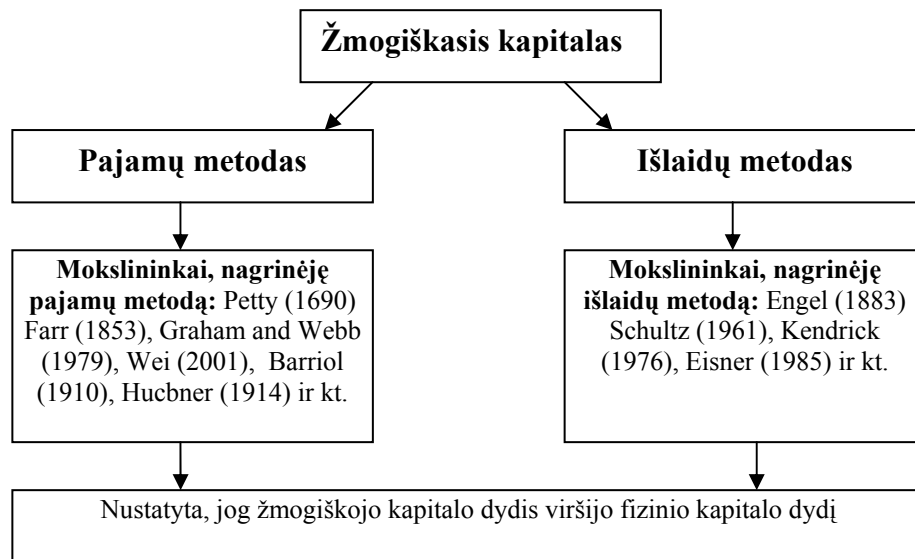 Žmogiškasis kapitalas
Pajamų metodas
Išlaidų metodas
Mokslininkai, nagrinėję
pajamų metodą: Petty (1690)
Farr (1853), Graham and Webb
(1979), Wei (2001), Barriol
(1910), Hucbner (1914) ir kt.
Mokslininkai, nagrinėję
išlaidų metodą: Engel (1883)
Schultz (1961), Kendrick
(1976), Eisner (1985) ir kt.
Nustatyta, jog žmogiškojo kapitalo dydis viršijo fizinio kapitalo dydį